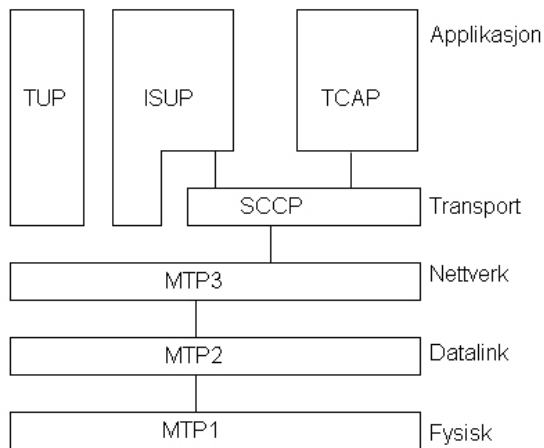 Applikasjon
TUP
ISUP
TCAP
SCCP
Transport
MTP3
Nettverk
MTP2
Datalink
MTP1
Fysisk